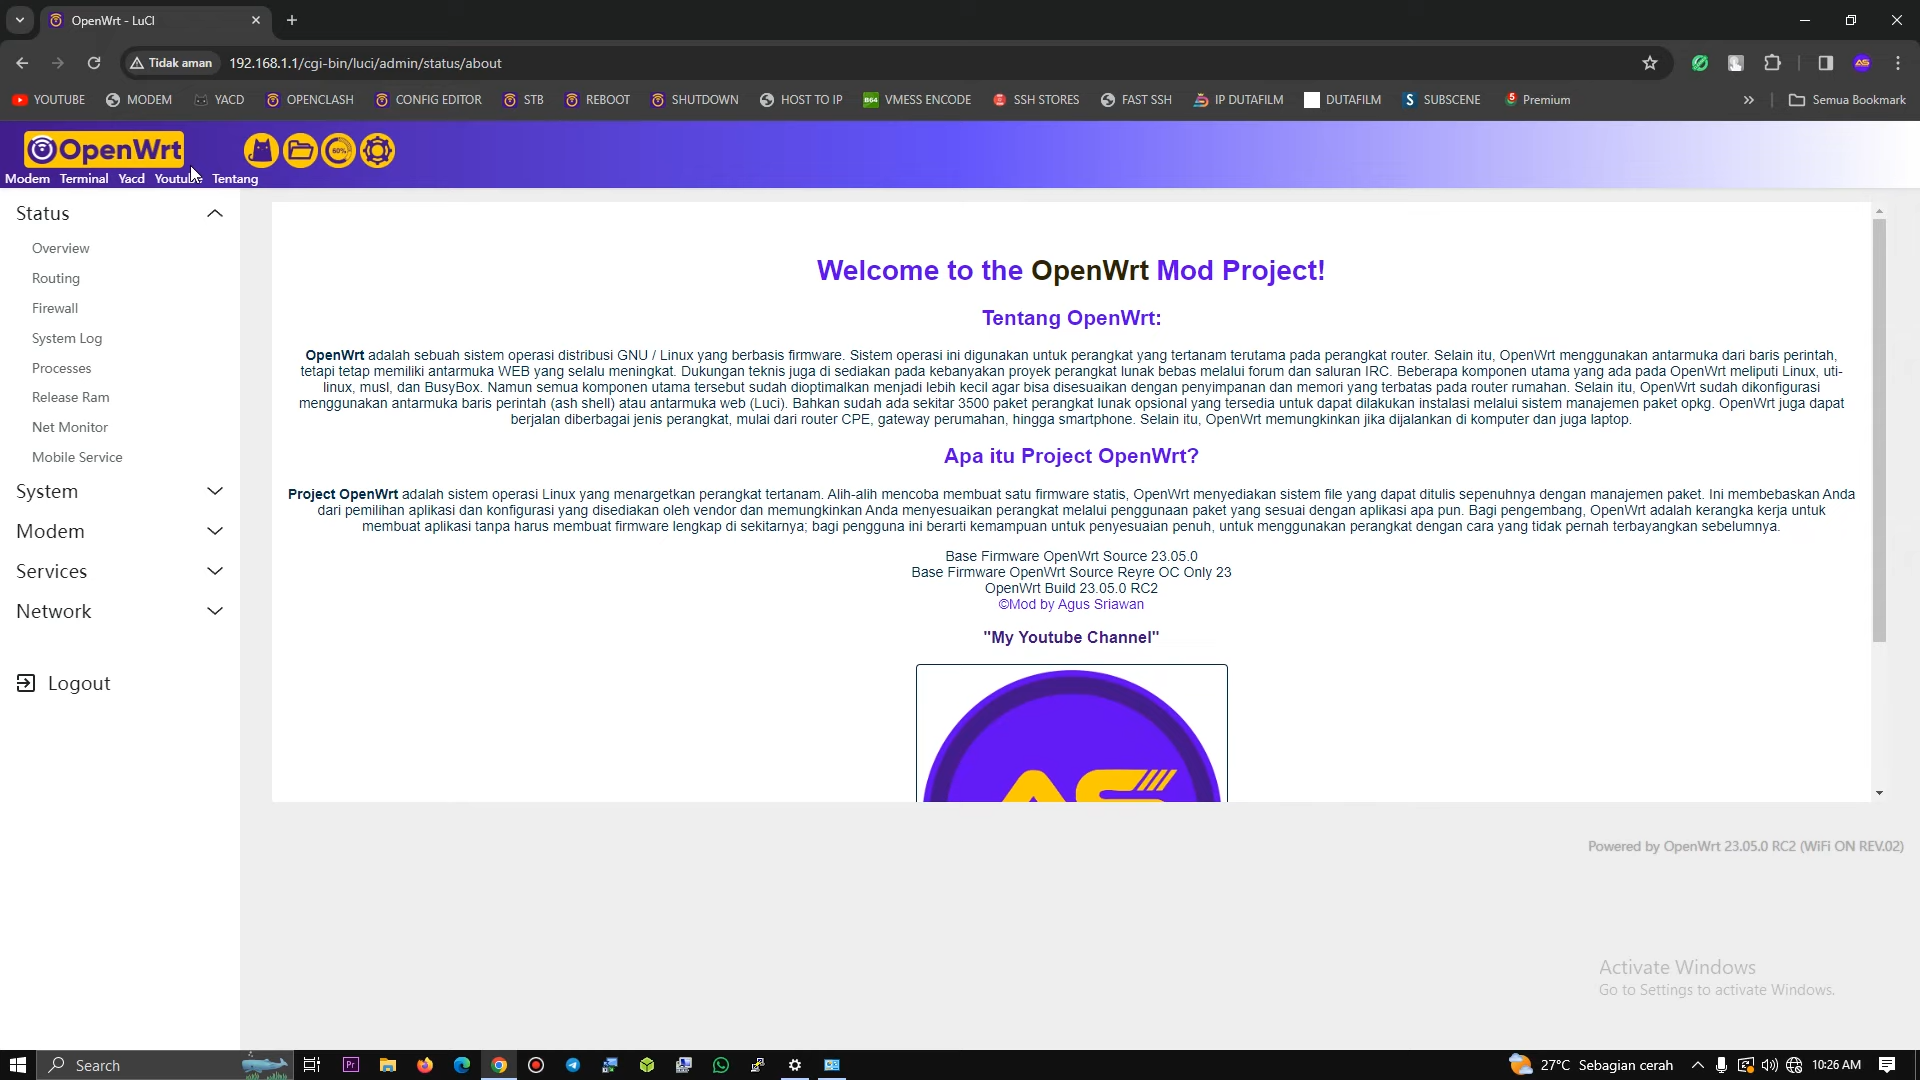 OpenWrt - LuCI
Tidak aman
192.168.1.1/cgi-bin/luci/admin/status/about
YOUTUBE
MODEM
YACD
OPENCLASH
CONFIG EDITOR
STB
REBOOT
SHUTDOWN
HOST TO IP
VMESS ENCODE
SSH STORES
FAST SSH
IP DUTAFILM
DUTAFILM
SUBSCENE
Premium
Semua Bookmark
OpenWrt
60%
Modem Terminal Yacd Youtube Tentang
Status
Overview
Routing
Firewall
System Log
Processes
Release Ram
Net Monitor
Mobile Service
System
Modem
Services
Network
Logout
Welcome to the OpenWrt Mod Project!
Tentang OpenWrt:
OpenWrt adalah sebuah sistem operasi distribusi GNU / Linux yang berbasis firmware. Sistem operasi ini digunakan untuk perangkat yang tertanam terutama pada perangkat router. Selain itu, OpenWrt menggunakan antarmuka dari baris perintah,
tetapi tetap memiliki antarmuka WEB yang selalu meningkat. Dukungan teknis juga di sediakan pada kebanyakan proyek perangkat lunak bebas melalui forum dan saluran IRC. Beberapa komponen utama yang ada pada OpenWrt meliputi Linux, uti-
linux, musl, dan BusyBox. Namun semua komponen utama tersebut sudah dioptimalkan menjadi lebih kecil agar bisa disesuaikan dengan penyimpanan dan memori yang terbatas pada router rumahan. Selain itu, OpenWrt sudah dikonfigurasi
menggunakan antarmuka baris perintah (ash shell) atau antarmuka web (Luci). Bahkan sudah ada sekitar 3500 paket perangkat lunak opsional yang tersedia untuk dapat dilakukan instalasi melalui sistem manajemen paket opkg. OpenWrt juga dapat
berjalan diberbagai jenis perangkat, mulai dari router CPE, gateway perumahan, hingga smartphone. Selain itu, OpenWrt memungkinkan jika dijalankan di komputer dan juga laptop.
Apa itu Project OpenWrt?
Project OpenWrt adalah sistem operasi Linux yang menargetkan perangkat tertanam. Alih-alih mencoba membuat satu firmware statis, OpenWrt menyediakan sistem file yang dapat ditulis sepenuhnya dengan manajemen paket. Ini membebaskan Anda
dari pemilihan aplikasi dan konfigurasi yang disediakan oleh vendor dan memungkinkan Anda menyesuaikan perangkat melalui penggunaan paket yang sesuai dengan aplikasi apa pun. Bagi pengembang, OpenWrt adalah kerangka kerja untuk
membuat aplikasi tanpa harus membuat firmware lengkap di sekitarnya; bagi pengguna ini berarti kemampuan untuk penyesuaian penuh, untuk menggunakan perangkat dengan cara yang tidak pernah terbayangkan sebelumnya.
Base Firmware OpenWrt Source 23.05.0
Base Firmware OpenWrt Source Reyre OC Only 23
OpenWrt Build 23.05.0 RC2
©Mod by Agus Sriawan
"My Youtube Channel"
AS
Powered by OpenWrt 23.05.0 RC2 (WiFi ON REV.02)
Activate Windows
Go to Settings to activate Windows.
Search
27°C Sebagian cerah
10:26 AM